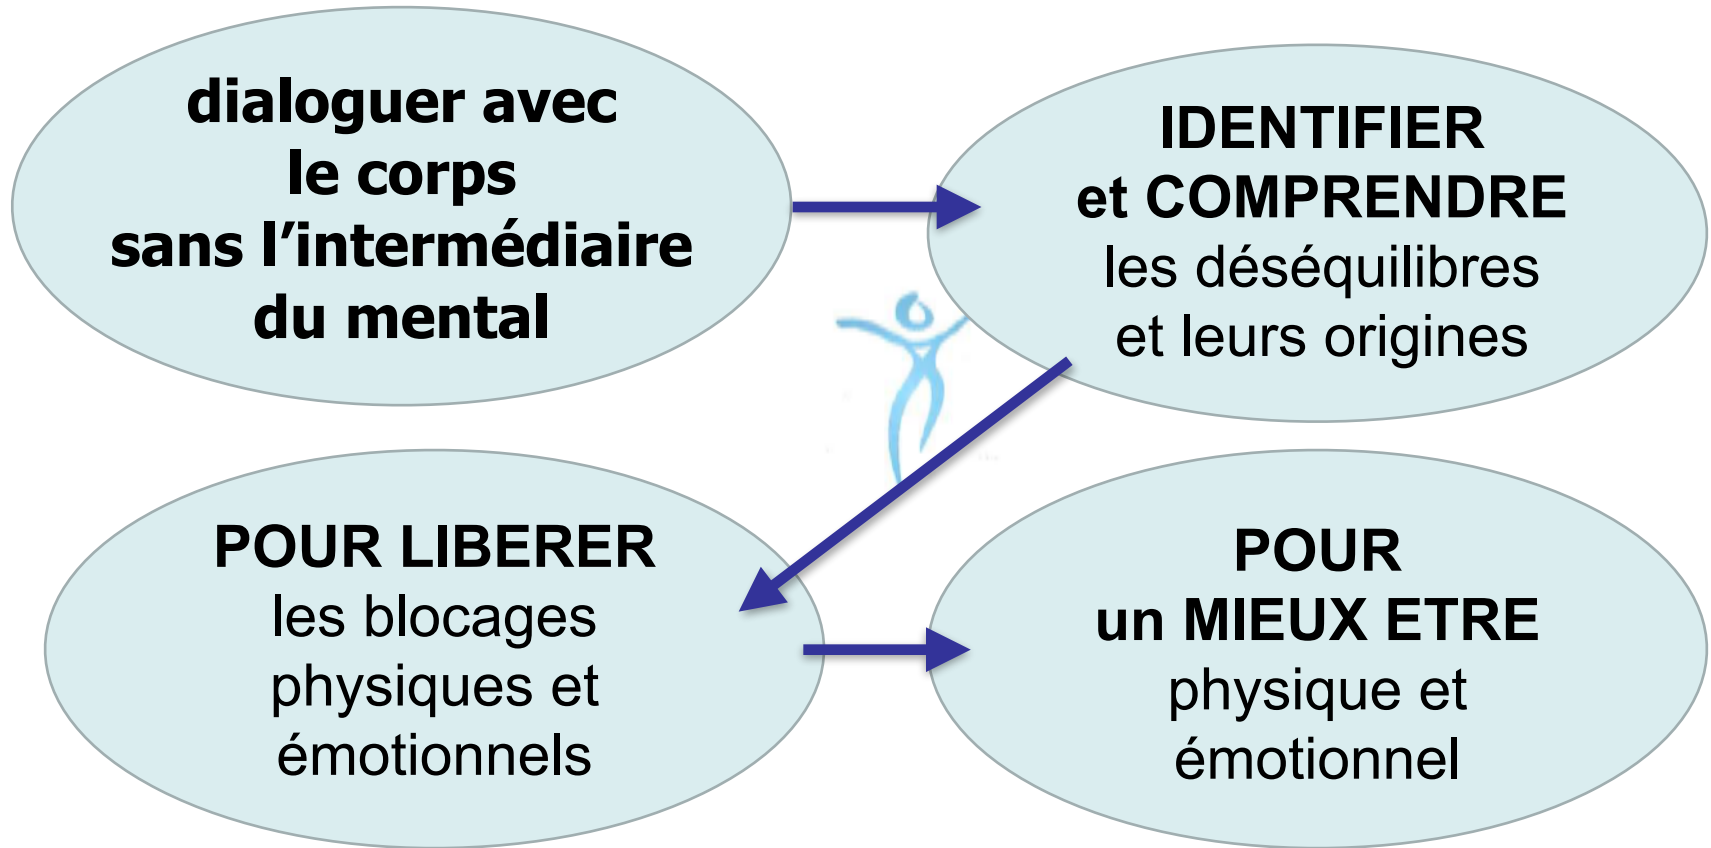 dialoguer avec
le corps
sans l’intermédiaire
du mental
IDENTIFIER
et COMPRENDRE
les déséquilibres
et leurs origines
POUR LIBERER
les blocages
physiques et
émotionnels
POUR
un MIEUX ETRE
physique et
émotionnel